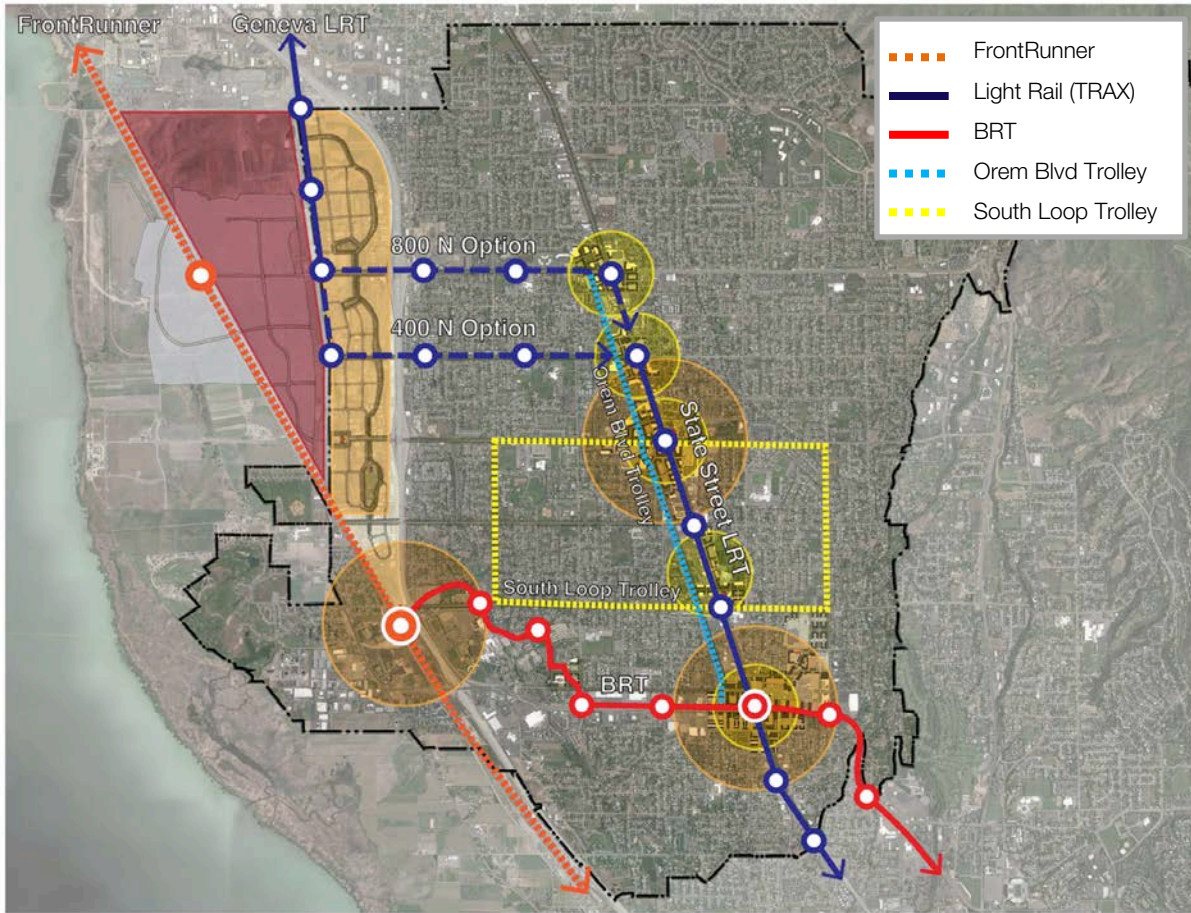 FrontRunner
Geneva LRT
FrontRunner
Light Rail (TRAX)
BRT
Orem Blvd Trolley
South Loop Trolley
800 N Option
400 N Option
Orem Blvd Trolley
State Street LRT
South Loop Trolley
BRT